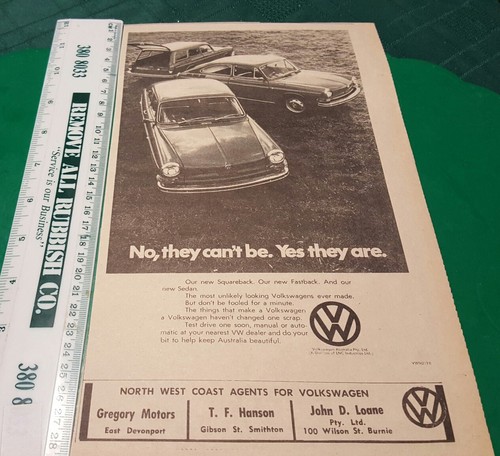 380 8033
REMOVE ALL RUBBISH CO.
"Service is our Business"
380 8
No, they can't be. Yes they are.
Our new Squareback. Our new Fastback. And our
new Sedan.
The most unlikely looking Volkswagens ever made.
But don't be fooled for a minute.
The things that make a Volkswagen
a Volkswagen haven't changed one scrap.
Test drive one soon, manual or auto-
matic at your nearest VW dealer and do your
bit to help keep Australia beautiful.
NORTH WEST COAST AGENTS FOR VOLKSWAGEN
Gregory Motors
East Devonport
T. F. Hanson
Gibson St. Smithton
John D. Loane
Pty. Ltd.
100 Wilson St. Burnie